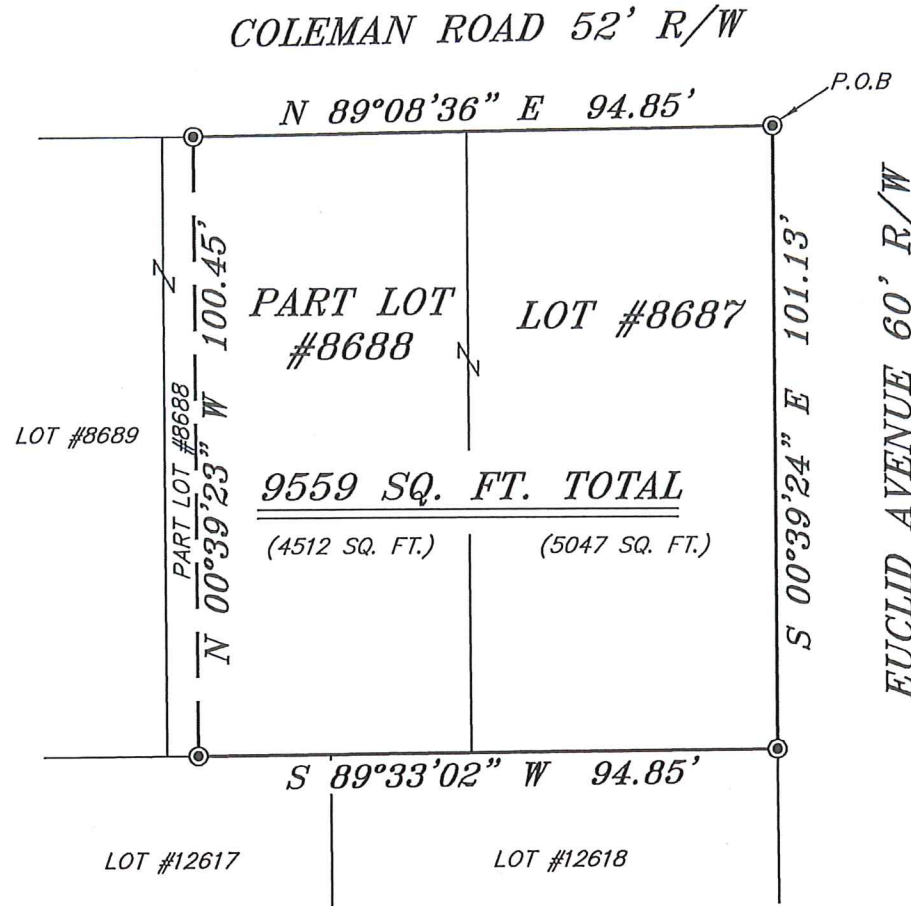 COLEMAN ROAD 52' R/W
P.O.B
N 89°08'36" E 94.85'
EUCLID AVENUE 60' R/W
S 00°39'24" E 101.13'
N 00°39'23" W 100.45'
PART LOT
#8688
LOT #8687
PART LOT #8688
LOT #8689
9559 SQ. FT. TOTAL
(4512 SQ. FT.)
(5047 SQ. FT.)
S 89°33'02" W 94.85'
LOT #12617
LOT #12618